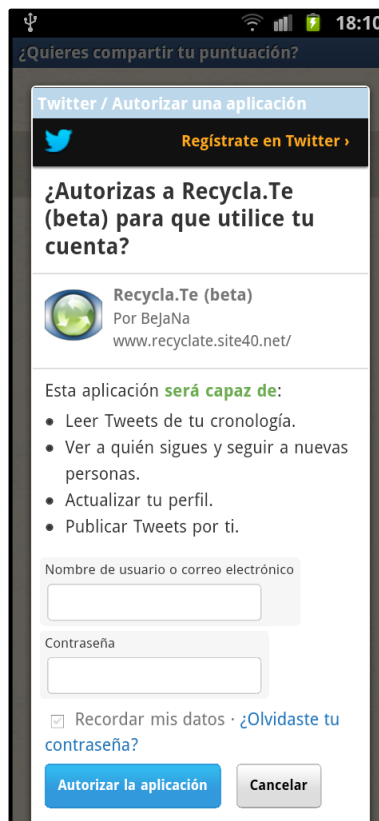 18:10
¿Quieres compartir tu puntuación?
Twitter / Autorizar una aplicación
Regístrate en Twitter ›
¿Autorizas a Recycla.Te
(beta) para que utilice tu
cuenta?
Recycla.Te (beta)
Por BeJaNa
www.recyclate.site40.net/
Esta aplicación será capaz de:
• Leer Tweets de tu cronología.
• Ver a quién sigues y seguir a nuevas
personas.
• Actualizar tu perfil.
• Publicar Tweets por ti.
Nombre de usuario o correo electrónico
Contraseña
Recordar mis datos · ¿Olvidaste tu
contraseña?
Autorizar la aplicación Cancelar